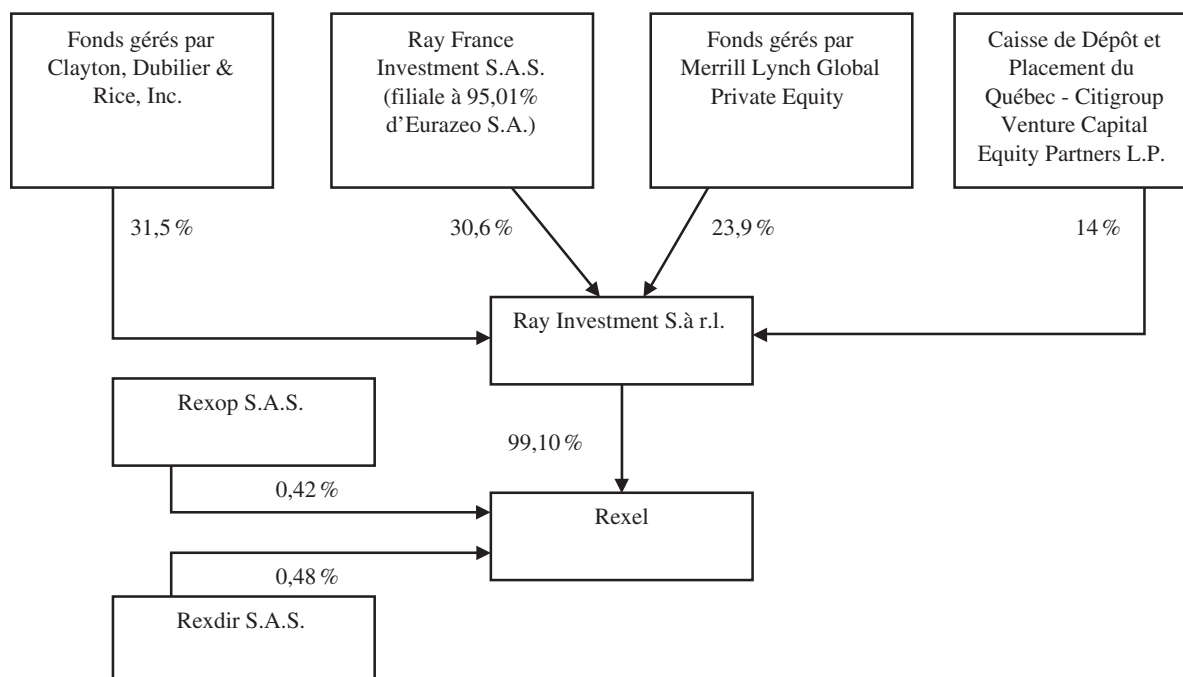 Fonds gérés par
Clayton, Dubilier &
Rice, Inc.
Ray France
Investment S.A.S.
(filiale à 95,01%
d'Eurazeo S.A.)
Fonds gérés par
Merrill Lynch Global
Private Equity
Caisse de Dépôt et
Placement du
Québec - Citigroup
Venture Capital
Equity Partners L.P.
31,5 %
30,6 %
23,9 %
14 %
Ray Investment S.à r.l.
Rexop S.A.S.
99,10 %
0,42 %
Rexel
0,48 %
Rexdir S.A.S.